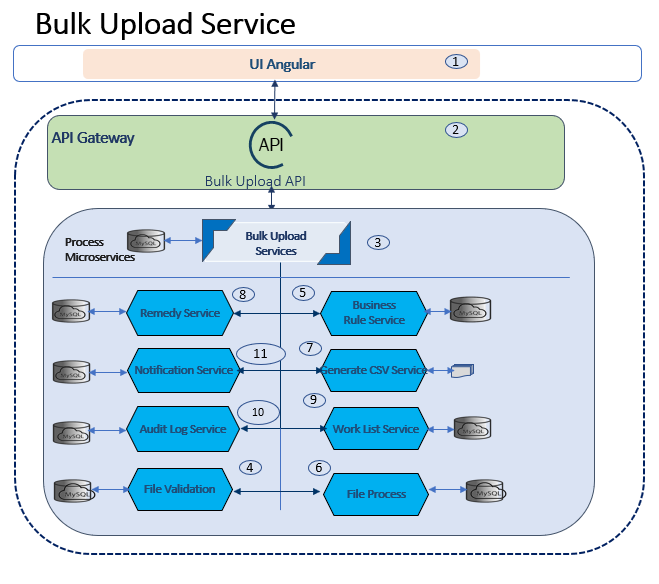 Bulk Upload Service
UI Angular
1
API Gateway
API
2
Bulk Upload API
Process
Microservices
MySQL
Bulk Upload
Services
3
8
5
MySQL
Remedy Service
Business
Rule Service
MySQL
11
7
MySQL
Notification Service
Generate CSV Service
10
9
MySQL
Audit Log Service
Work List Service
MySQL
4
6
MySQL
File Validation
File Process
MySQL